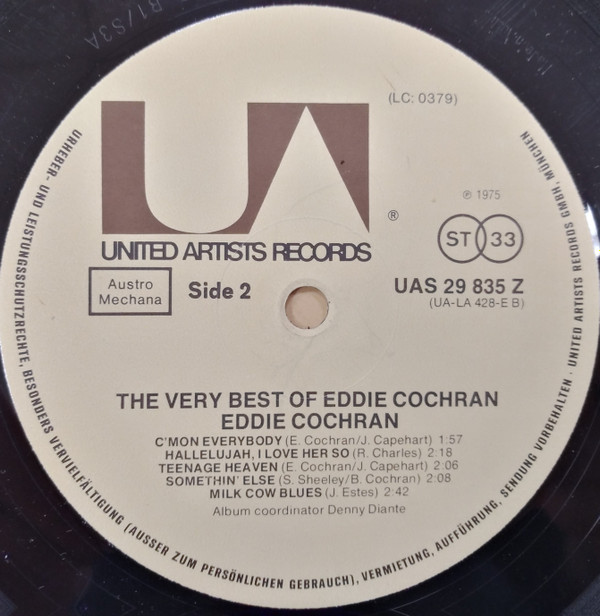 B1/S3A
(LC: 0379)
UA
®
℗ 1975
UNITED ARTISTS RECORDS
ST 33
Austro
Mechana
Side 2
UAS 29 835 Z
(UA-LA 428-E B)
THE VERY BEST OF EDDIE COCHRAN
EDDIE COCHRAN
C'MON EVERYBODY (E. Cochran/J. Capehart) 1:57
HALLELUJAH, I LOVE HER SO (R. Charles) 2:18
TEENAGE HEAVEN (E. Cochran/J. Capehart) 2:06
SOMETHIN' ELSE (S. Sheeley/B. Cochran) 2:08
MILK COW BLUES (J. Estes) 2:42
Album coordinator Denny Diante
URHEBER- UND LEISTUNGSSCHUTZRECHTE, BESONDERS VERVIELFÄLTIGUNG (AUSSER ZUM PERSÖNLICHEN GEBRAUCH), VERMIETUNG, AUFFÜHRUNG, SENDUNG VORBEHALTEN · UNITED ARTISTS RECORDS GMBH, MÜNCHEN